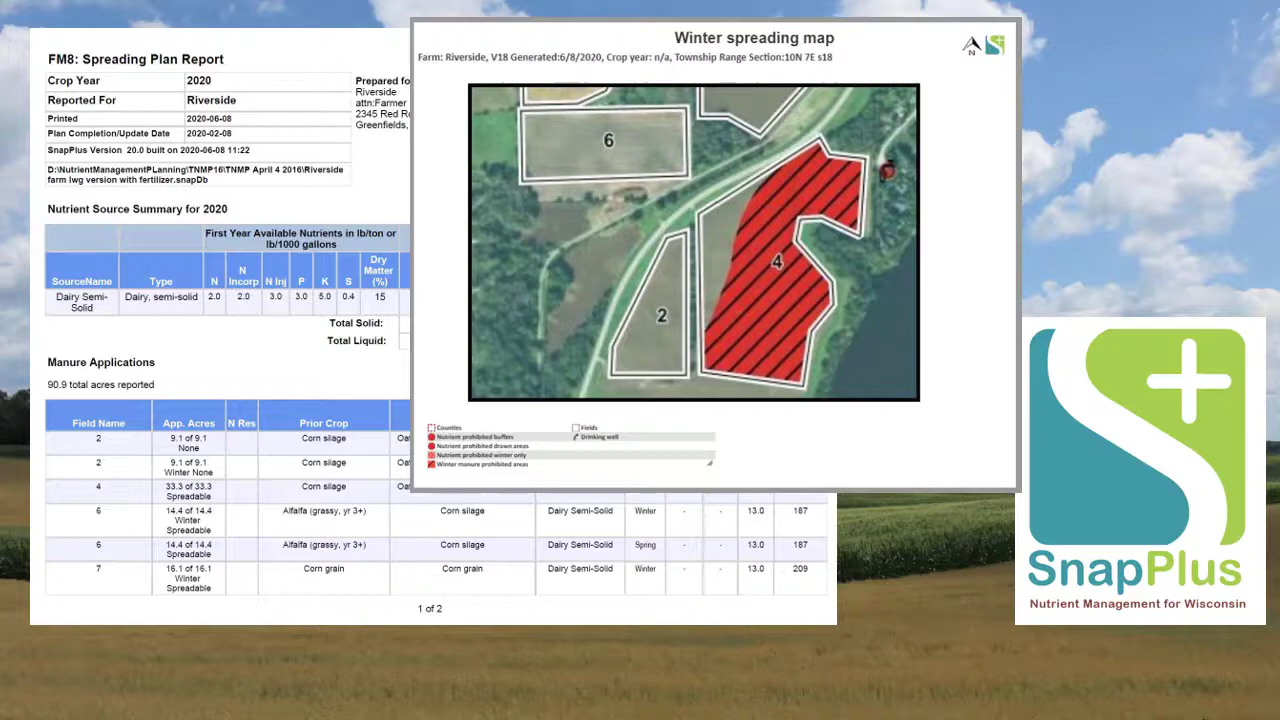 FM8: Spreading Plan Report
Crop Year 2020
Reported For Riverside
Printed 2020-06-08
Plan Completion/Update Date 2020-02-08
SnapPlus Version 20.0 built on 2020-06-08 11:22
D:\NutrientManagementPLanning\TNMP16\TNMP April 4 2016\Riverside
farm lwg version with fertilizer.snapDb
Prepared fo
Riverside
attn:Farmer
2345 Red R
Greenfields,
Nutrient Source Summary for 2020
First Year Available Nutrients in lb/ton or
lb/1000 gallons
SourceName Type N N Incorp N Inj P K S Dry Matter (%)
Dairy Semi-Solid Dairy, semi-solid 2.0 2.0 3.0 3.0 5.0 0.4 15
Total Solid:
Total Liquid:
Manure Applications
90.9 total acres reported
Field Name App. Acres N Res Prior Crop
2 9.1 of 9.1 None Corn silage Oa
2 9.1 of 9.1 Winter None Corn silage Oa
4 33.3 of 33.3 Spreadable Corn silage Oa
6 14.4 of 14.4 Winter Spreadable Alfalfa (grassy, yr 3+) Corn silage Dairy Semi-Solid Winter - - 13.0 187
6 14.4 of 14.4 Spreadable Alfalfa (grassy, yr 3+) Corn silage Dairy Semi-Solid Spring - - 13.0 187
7 16.1 of 16.1 Winter Spreadable Corn grain Corn grain Dairy Semi-Solid Winter - - 13.0 209
1 of 2
Winter spreading map
Farm: Riverside, V18 Generated:6/8/2020, Crop year: n/a, Township Range Section:10N 7E s18
N
6
4
2
Counties
Nutrient prohibited buffers
Nutrient prohibited drawn areas
Nutrient prohibited winter only
Winter manure prohibited areas
Fields
Drinking well
SnapPlus
Nutrient Management for Wisconsin